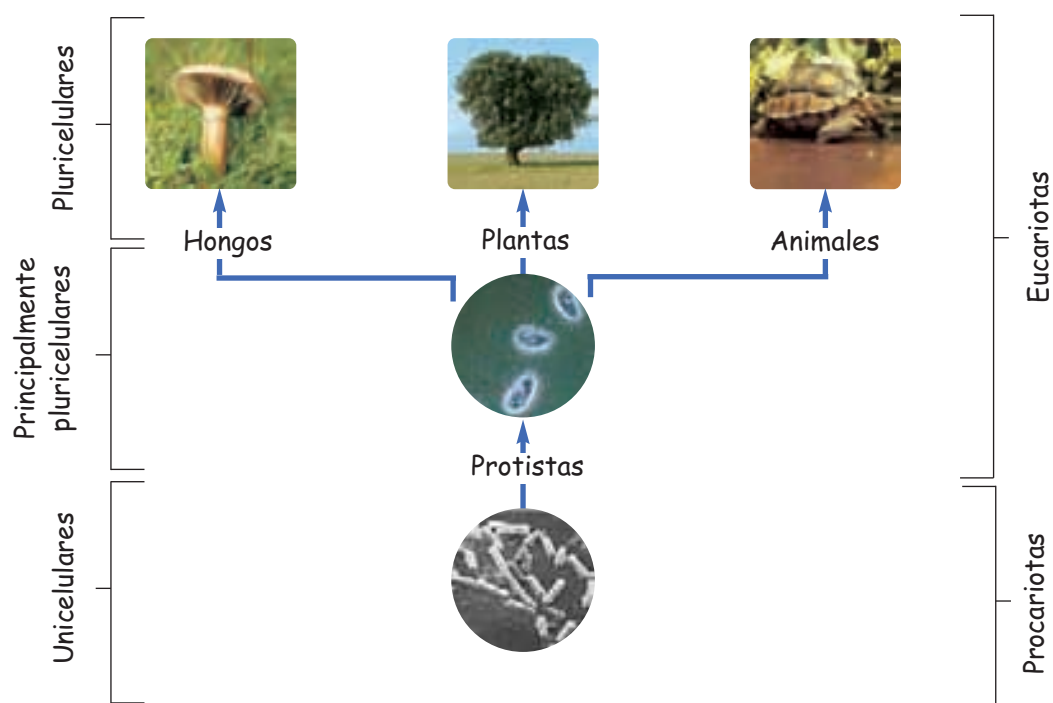 Pluricelulares
Hongos
Plantas
Animales
Eucariotas
Principalmente
pluricelulares
Protistas
Unicelulares
Procariotas